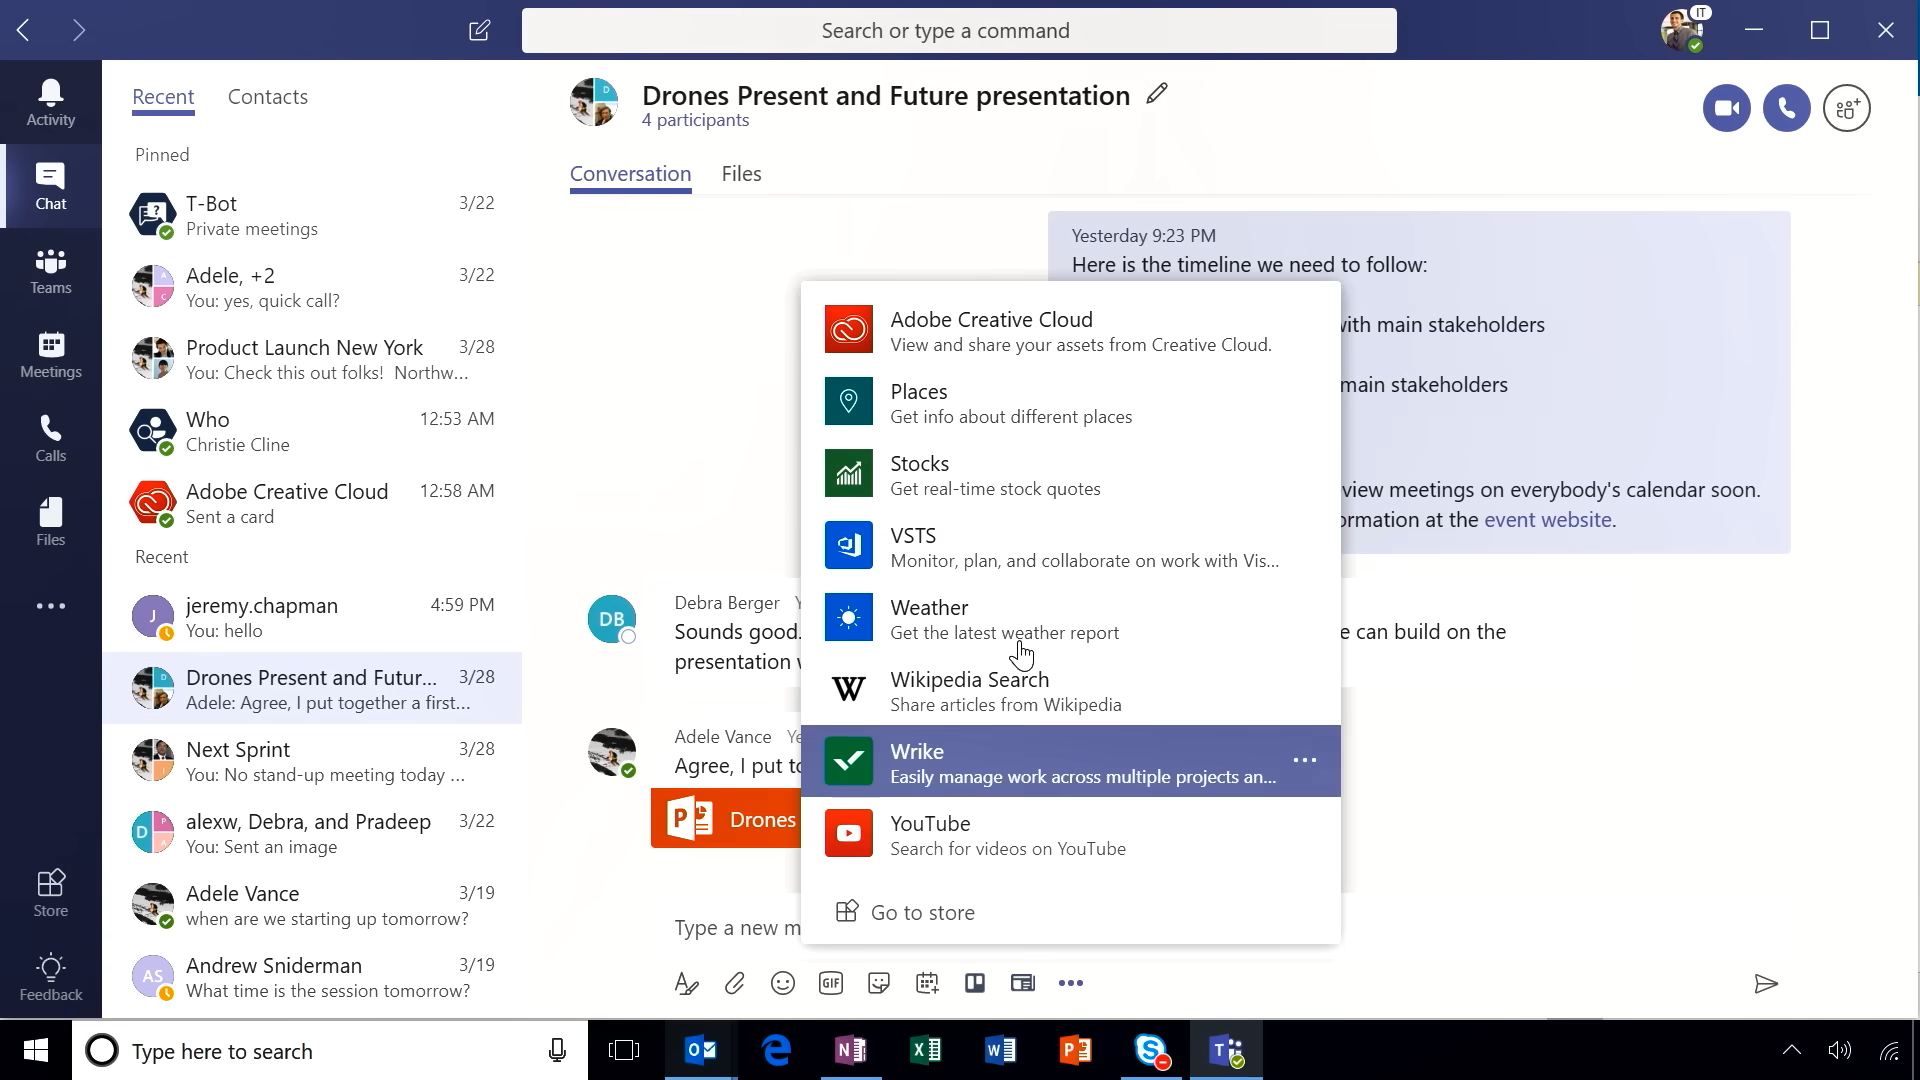 Search or type a command
IT
Activity
Chat
Teams
Meetings
Calls
Files
Store
Feedback
Recent
Contacts
Pinned
T-Bot
3/22
Private meetings
Adele, +2
3/22
You: yes, quick call?
Product Launch New York
3/28
You: Check this out folks! Northw...
Who
12:53 AM
Christie Cline
Adobe Creative Cloud
12:58 AM
Sent a card
Recent
J
jeremy.chapman
4:59 PM
You: hello
Drones Present and Futur...
3/28
Adele: Agree, I put together a first...
Next Sprint
3/28
You: No stand-up meeting today ...
D
alexw, Debra, and Pradeep
3/22
You: Sent an image
Adele Vance
3/19
when are we starting up tomorrow?
AS
Andrew Sniderman
3/19
What time is the session tomorrow?
D
Drones Present and Future presentation
4 participants
Conversation
Files
Yesterday 9:23 PM
Here is the timeline we need to follow:
with main stakeholders
main stakeholders
view meetings on everybody's calendar soon.
at the event website.
DB
Debra Berger
Sounds good.
can build on the
presentation
Adele Vance
Agree, I put
Drones
Adobe Creative Cloud
View and share your assets from Creative Cloud.
Places
Get info about different places
Stocks
Get real-time stock quotes
VSTS
Monitor, plan, and collaborate on work with Vis...
Weather
Get the latest weather report
W
Wikipedia Search
Share articles from Wikipedia
Wrike
Easily manage work across multiple projects an...
YouTube
Search for videos on YouTube
Go to store
Type a new
GIF
Type here to search